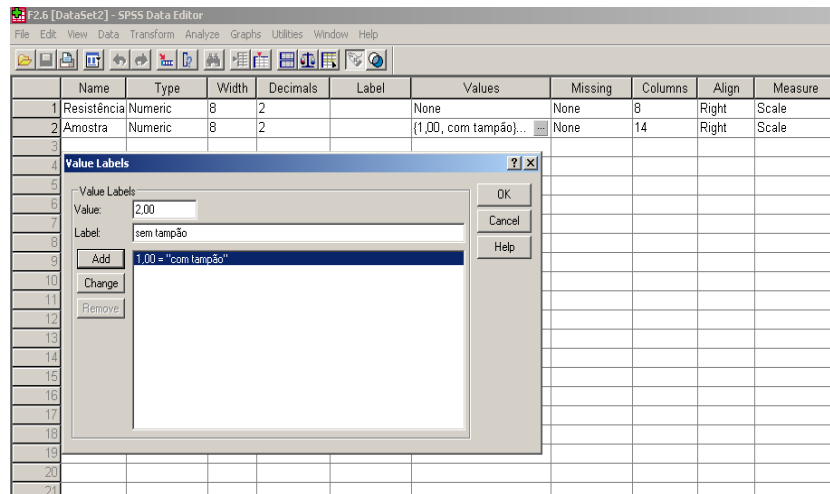 F2.6 [DataSet2] - SPSS Data Editor
File Edit View Data Transform Analyze Graphs Utilities Window Help
Name Type Width Decimals Label Values Missing Columns Align Measure
1 Resistência Numeric 8 2 None None 8 Right Scale
2 Amostra Numeric 8 2 {1,00, com tampão}... ... None 14 Right Scale
3
4
5
6
7
8
9
10
11
12
13
14
15
16
17
18
19
20
21
Value Labels ? X
Value Labels
Value: 2,00
Label: sem tampão
Add 1,00 = "com tampão"
Change
Remove
OK
Cancel
Help